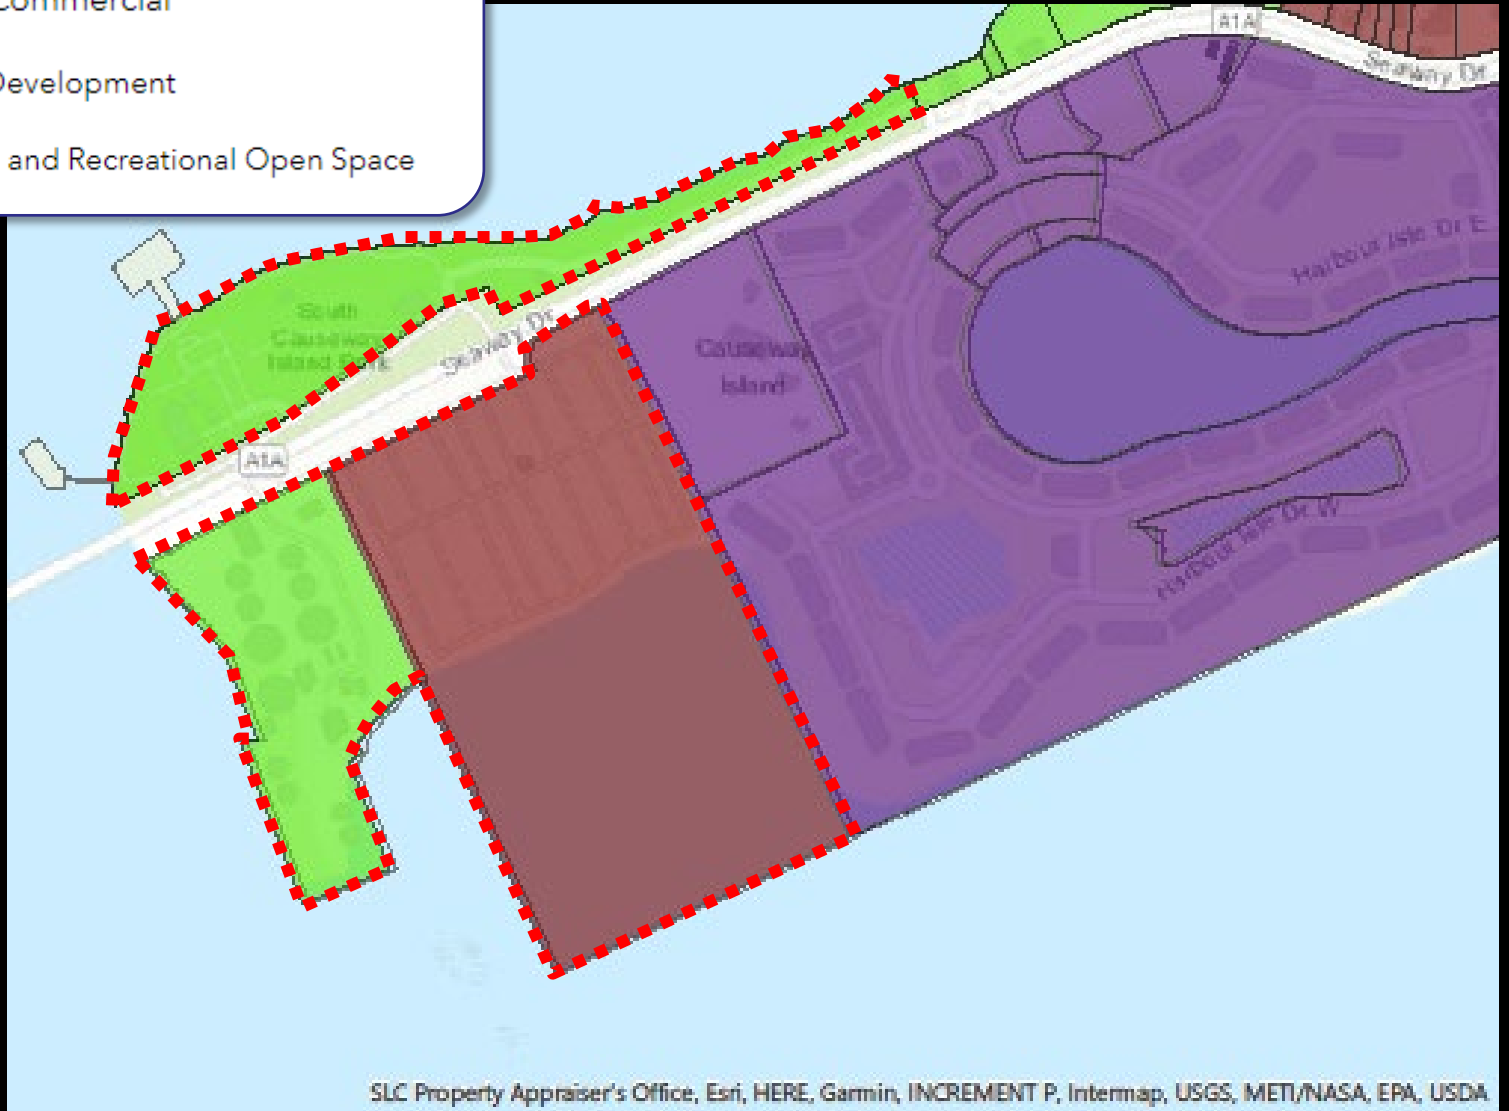 Commercial
Development
and Recreational Open Space
A1A
Seaway Dr
Harbour Isle Dr E
South
Causeway
Island Park
Seaway Dr
Causeway
Island
A1A
Harbour Isle Dr W
SLC Property Appraiser's Office, Esri, HERE, Garmin, INCREMENT P, Intermap, USGS, METI/NASA, EPA, USDA